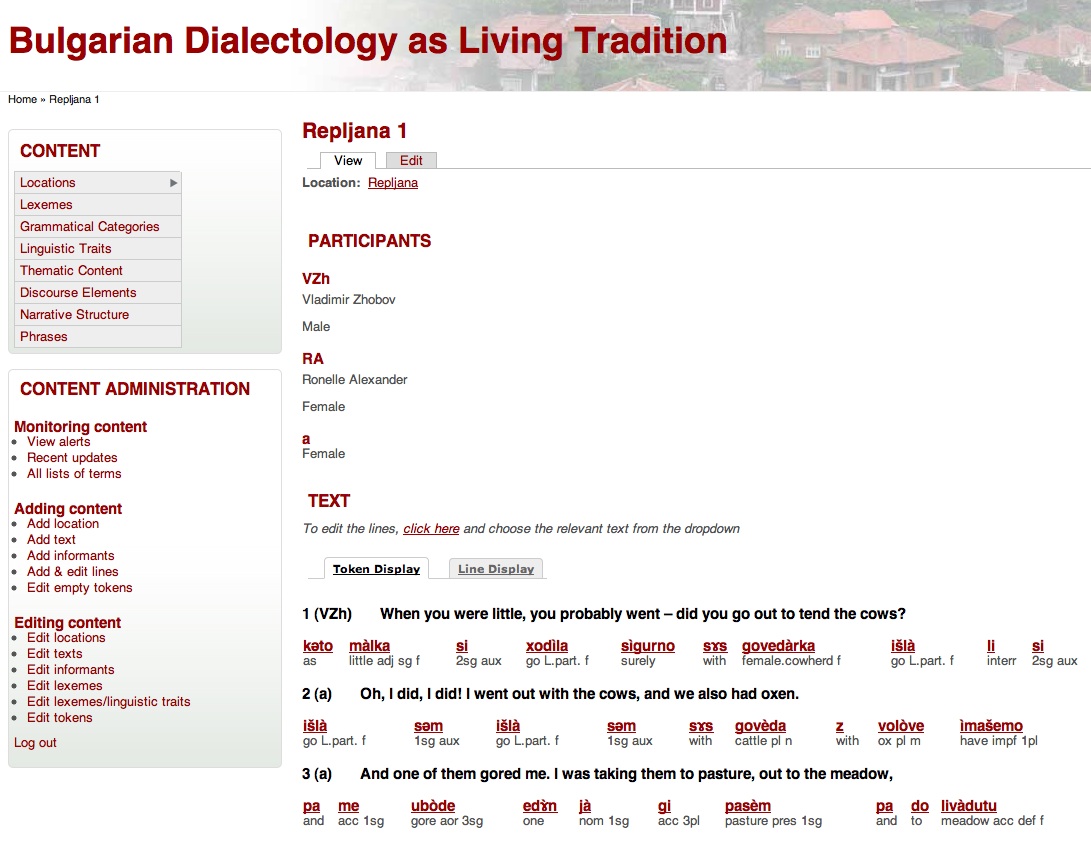 Bulgarian Dialectology as Living Tradition
Home » Repljana 1
CONTENT
Locations
Lexemes
Grammatical Categories
Linguistic Traits
Thematic Content
Discourse Elements
Narrative Structure
Phrases
CONTENT ADMINISTRATION
Monitoring content
View alerts
Recent updates
All lists of terms
Adding content
Add location
Add text
Add informants
Add & edit lines
Edit empty tokens
Editing content
Edit locations
Edit texts
Edit informants
Edit lexemes
Edit lexemes/linguistic traits
Edit tokens
Log out
Repljana 1
View Edit
Location: Repljana
PARTICIPANTS
VZh
Vladimir Zhobov
Male
RA
Ronelle Alexander
Female
a
Female
TEXT
To edit the lines, click here and choose the relevant text from the dropdown
Token Display Line Display
1 (VZh) When you were little, you probably went – did you go out to tend the cows?
kəto màlka si xodìla sìgurno sɤs govedàrka išlà li si
as little adj sg f 2sg aux go L.part. f surely with female.cowherd f go L.part. f interr 2sg aux
2 (a) Oh, I did, I did! I went out with the cows, and we also had oxen.
išlà səm išlà səm sɤs govèda z volòve ìmašemo
go L.part. f 1sg aux go L.part. f 1sg aux with cattle pl n with ox pl m have impf 1pl
3 (a) And one of them gored me. I was taking them to pasture, out to the meadow,
pa me ubòde edɤ̀n jà gi pasèm pa do livàdutu
and acc 1sg gore aor 3sg one nom 1sg acc 3pl pasture pres 1sg and to meadow acc def f